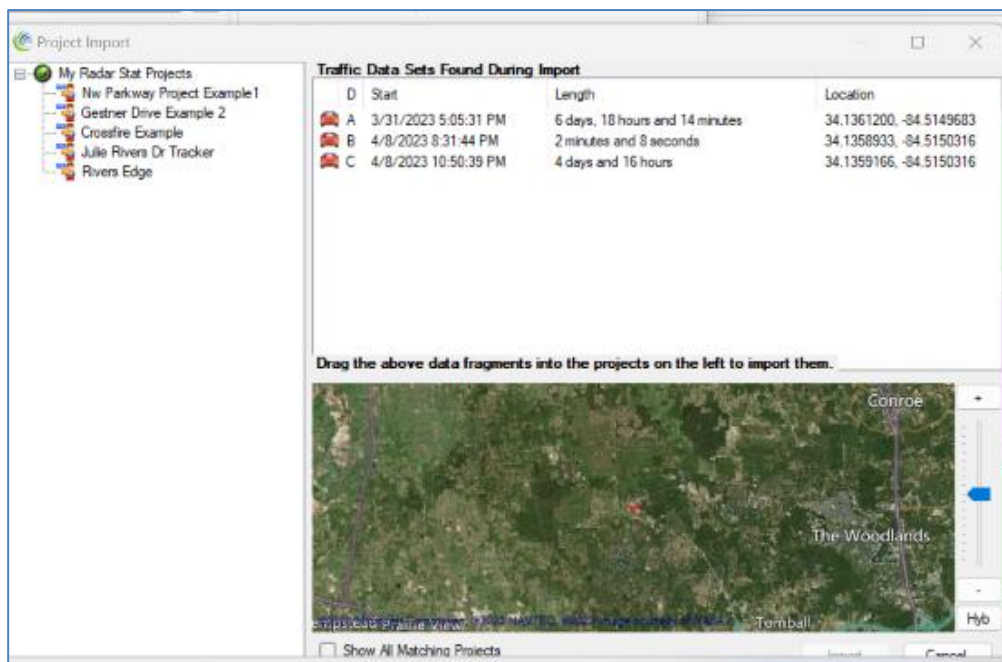 Project Import
My Radar Stat Projects
Nw Parkway Project Example1
Gestner Drive Example 2
Crossfire Example
Julie Rivers Dr Tracker
Rivers Edge
Traffic Data Sets Found During Import
D Start Length Location
A 3/31/2023 5:05:31 PM 6 days, 18 hours and 14 minutes 34.1361200, -84.5149683
B 4/8/2023 8:31:44 PM 2 minutes and 8 seconds 34.1358933, -84.5150316
C 4/8/2023 10:50:39 PM 4 days and 16 hours 34.1359166, -84.5150316
Drag the above data fragments into the projects on the left to import them.
Conroe
+
The Woodlands
-
Prairie View
Tomball
Hyb
Show All Matching Projects
Import Cancel